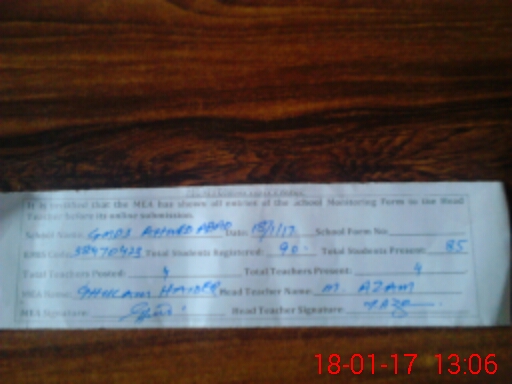 It is certified that the MEA has shown all entries of the school Monitoring Form to the Head
Teacher before its online submission.
School Name: GMPS AHMED ABAD Date: 18/1/17 School Form No:
EMIS Code: Total Students Registered: 90 Total Students Present: 85
Total Teachers Posted: 4 Total Teachers Present: 4
MEA Name: GHULAM HAIDER Head Teacher Name: M. AZAM
MEA Signature: Head Teacher Signature:
18-01-17 13:06